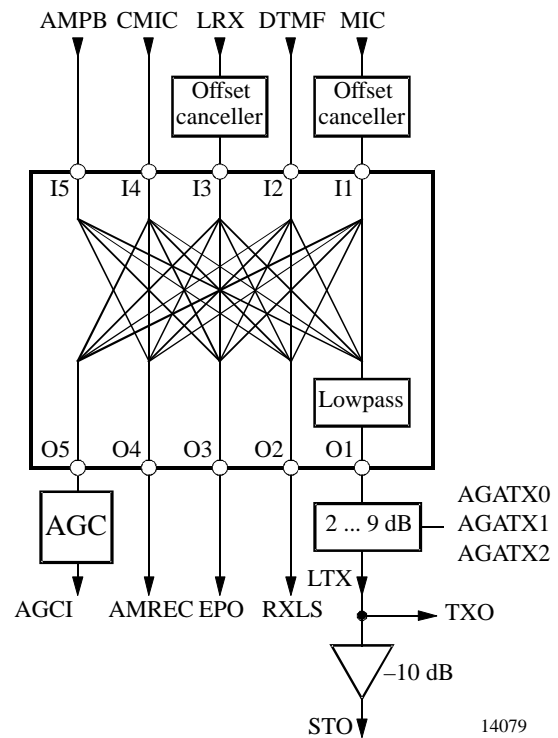 AMPB CMIC LRX DTMF MIC
Offset
canceller
Offset
canceller
I5 I4 I3 I2 I1
Lowpass
O5 O4 O3 O2 O1
AGC
2 ... 9 dB
AGATX0
AGATX1
AGATX2
LTX
AGCI AMREC EPO RXLS
TXO
–10 dB
STO
14079